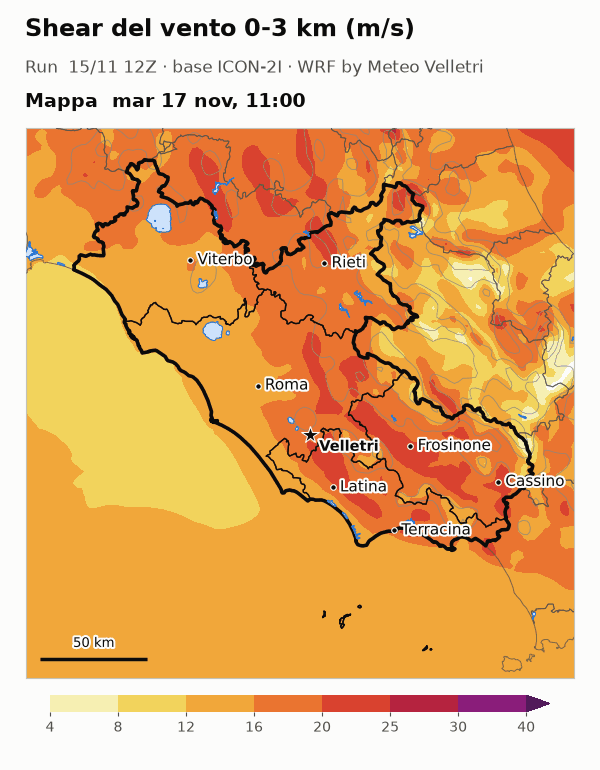 Shear del vento 0-3 km (m/s)
Run  15/11 12Z · base ICON-2I · WRF by Meteo Velletri
Mappa  mar 17 nov, 11:00
Viterbo
Rieti
Roma
Velletri
Frosinone
Cassino
Latina
Terracina
50 km
4 8 12 16 20 25 30 40